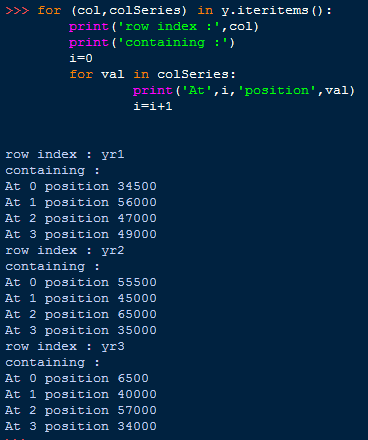 >>> for (col,colSeries) in y.iteritems():
print('row index :',col)
print('containing :')
i=0
for val in colSeries:
print('At',i,'position',val)
i=i+1
row index : yr1
containing :
At 0 position 34500
At 1 position 56000
At 2 position 47000
At 3 position 49000
row index : yr2
containing :
At 0 position 55500
At 1 position 45000
At 2 position 65000
At 3 position 35000
row index : yr3
containing :
At 0 position 6500
At 1 position 40000
At 2 position 57000
At 3 position 34000